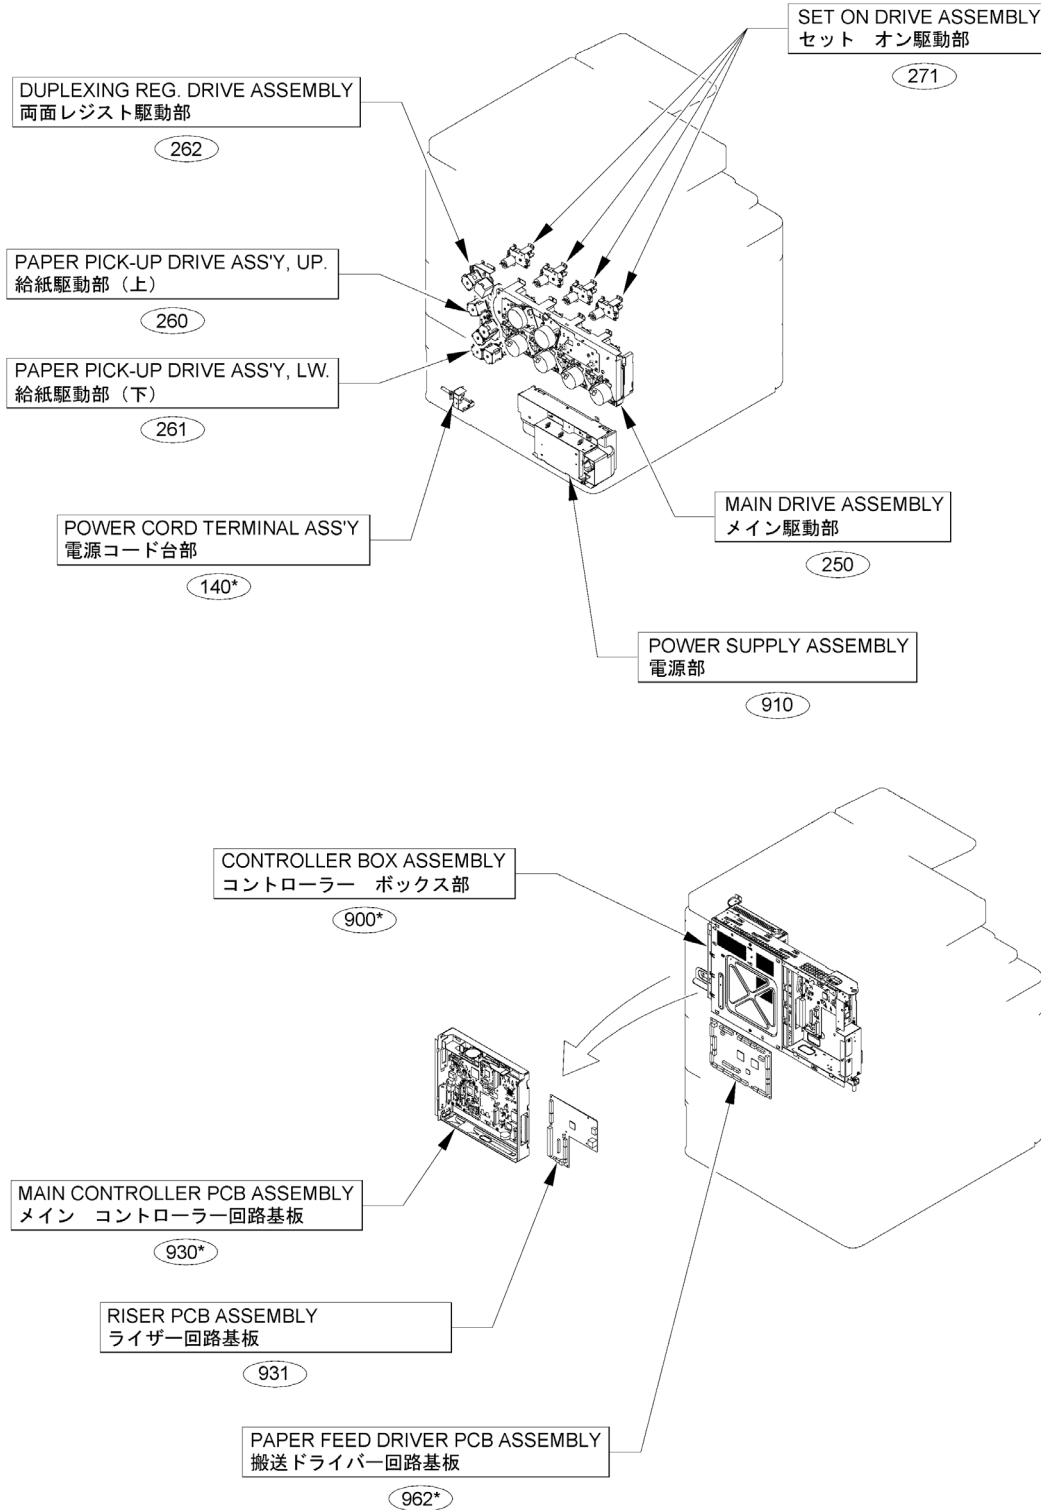 SET ON DRIVE ASSEMBLY
セット　オン駆動部
271
DUPLEXING REG. DRIVE ASSEMBLY
両面レジスト駆動部
262
PAPER PICK-UP DRIVE ASS'Y, UP.
給紙駆動部（上）
260
PAPER PICK-UP DRIVE ASS'Y, LW.
給紙駆動部（下）
261
POWER CORD TERMINAL ASS'Y
電源コード台部
140*
MAIN DRIVE ASSEMBLY
メイン駆動部
250
POWER SUPPLY ASSEMBLY
電源部
910
CONTROLLER BOX ASSEMBLY
コントローラー　ボックス部
900*
MAIN CONTROLLER PCB ASSEMBLY
メイン　コントローラー回路基板
930*
RISER PCB ASSEMBLY
ライザー回路基板
931
PAPER FEED DRIVER PCB ASSEMBLY
搬送ドライバー回路基板
962*